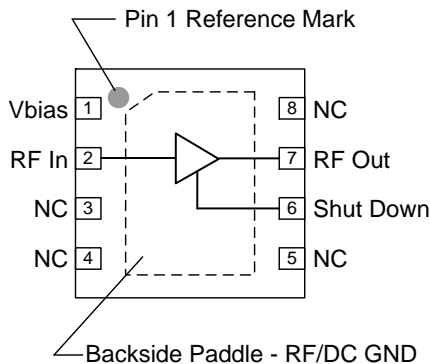 Pin 1 Reference Mark
Vbias 1
8 NC
RF In 2
7 RF Out
NC 3
6 Shut Down
NC 4
5 NC
Backside Paddle - RF/DC GND